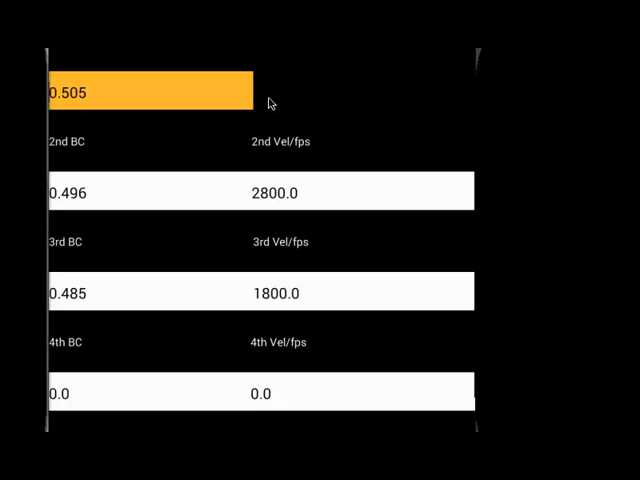 0.505
2nd BC 2nd Vel/fps
0.496 2800.0
3rd BC 3rd Vel/fps
0.485 1800.0
4th BC 4th Vel/fps
0.0 0.0